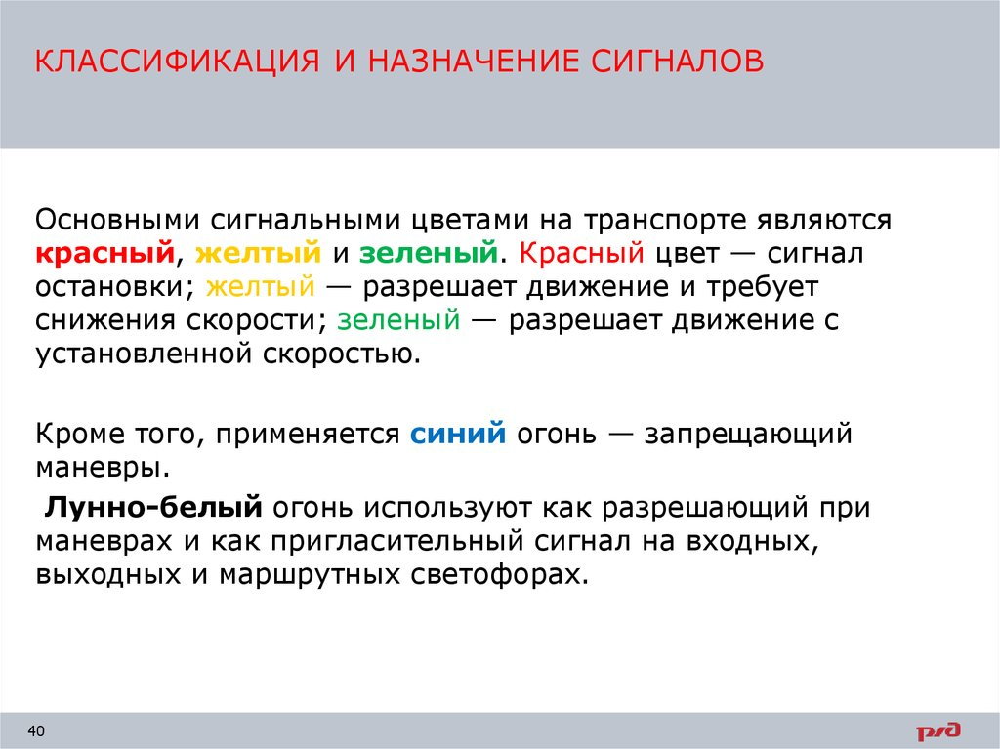 КЛАССИФИКАЦИЯ И НАЗНАЧЕНИЕ СИГНАЛОВ
Основными сигнальными цветами на транспорте являются
красный, желтый и зеленый. Красный цвет — сигнал
остановки; желтый — разрешает движение и требует
снижения скорости; зеленый — разрешает движение с
установленной скоростью.
Кроме того, применяется синий огонь — запрещающий
маневры.
Лунно-белый огонь используют как разрешающий при
маневрах и как пригласительный сигнал на входных,
выходных и маршрутных светофорах.
40
ржд